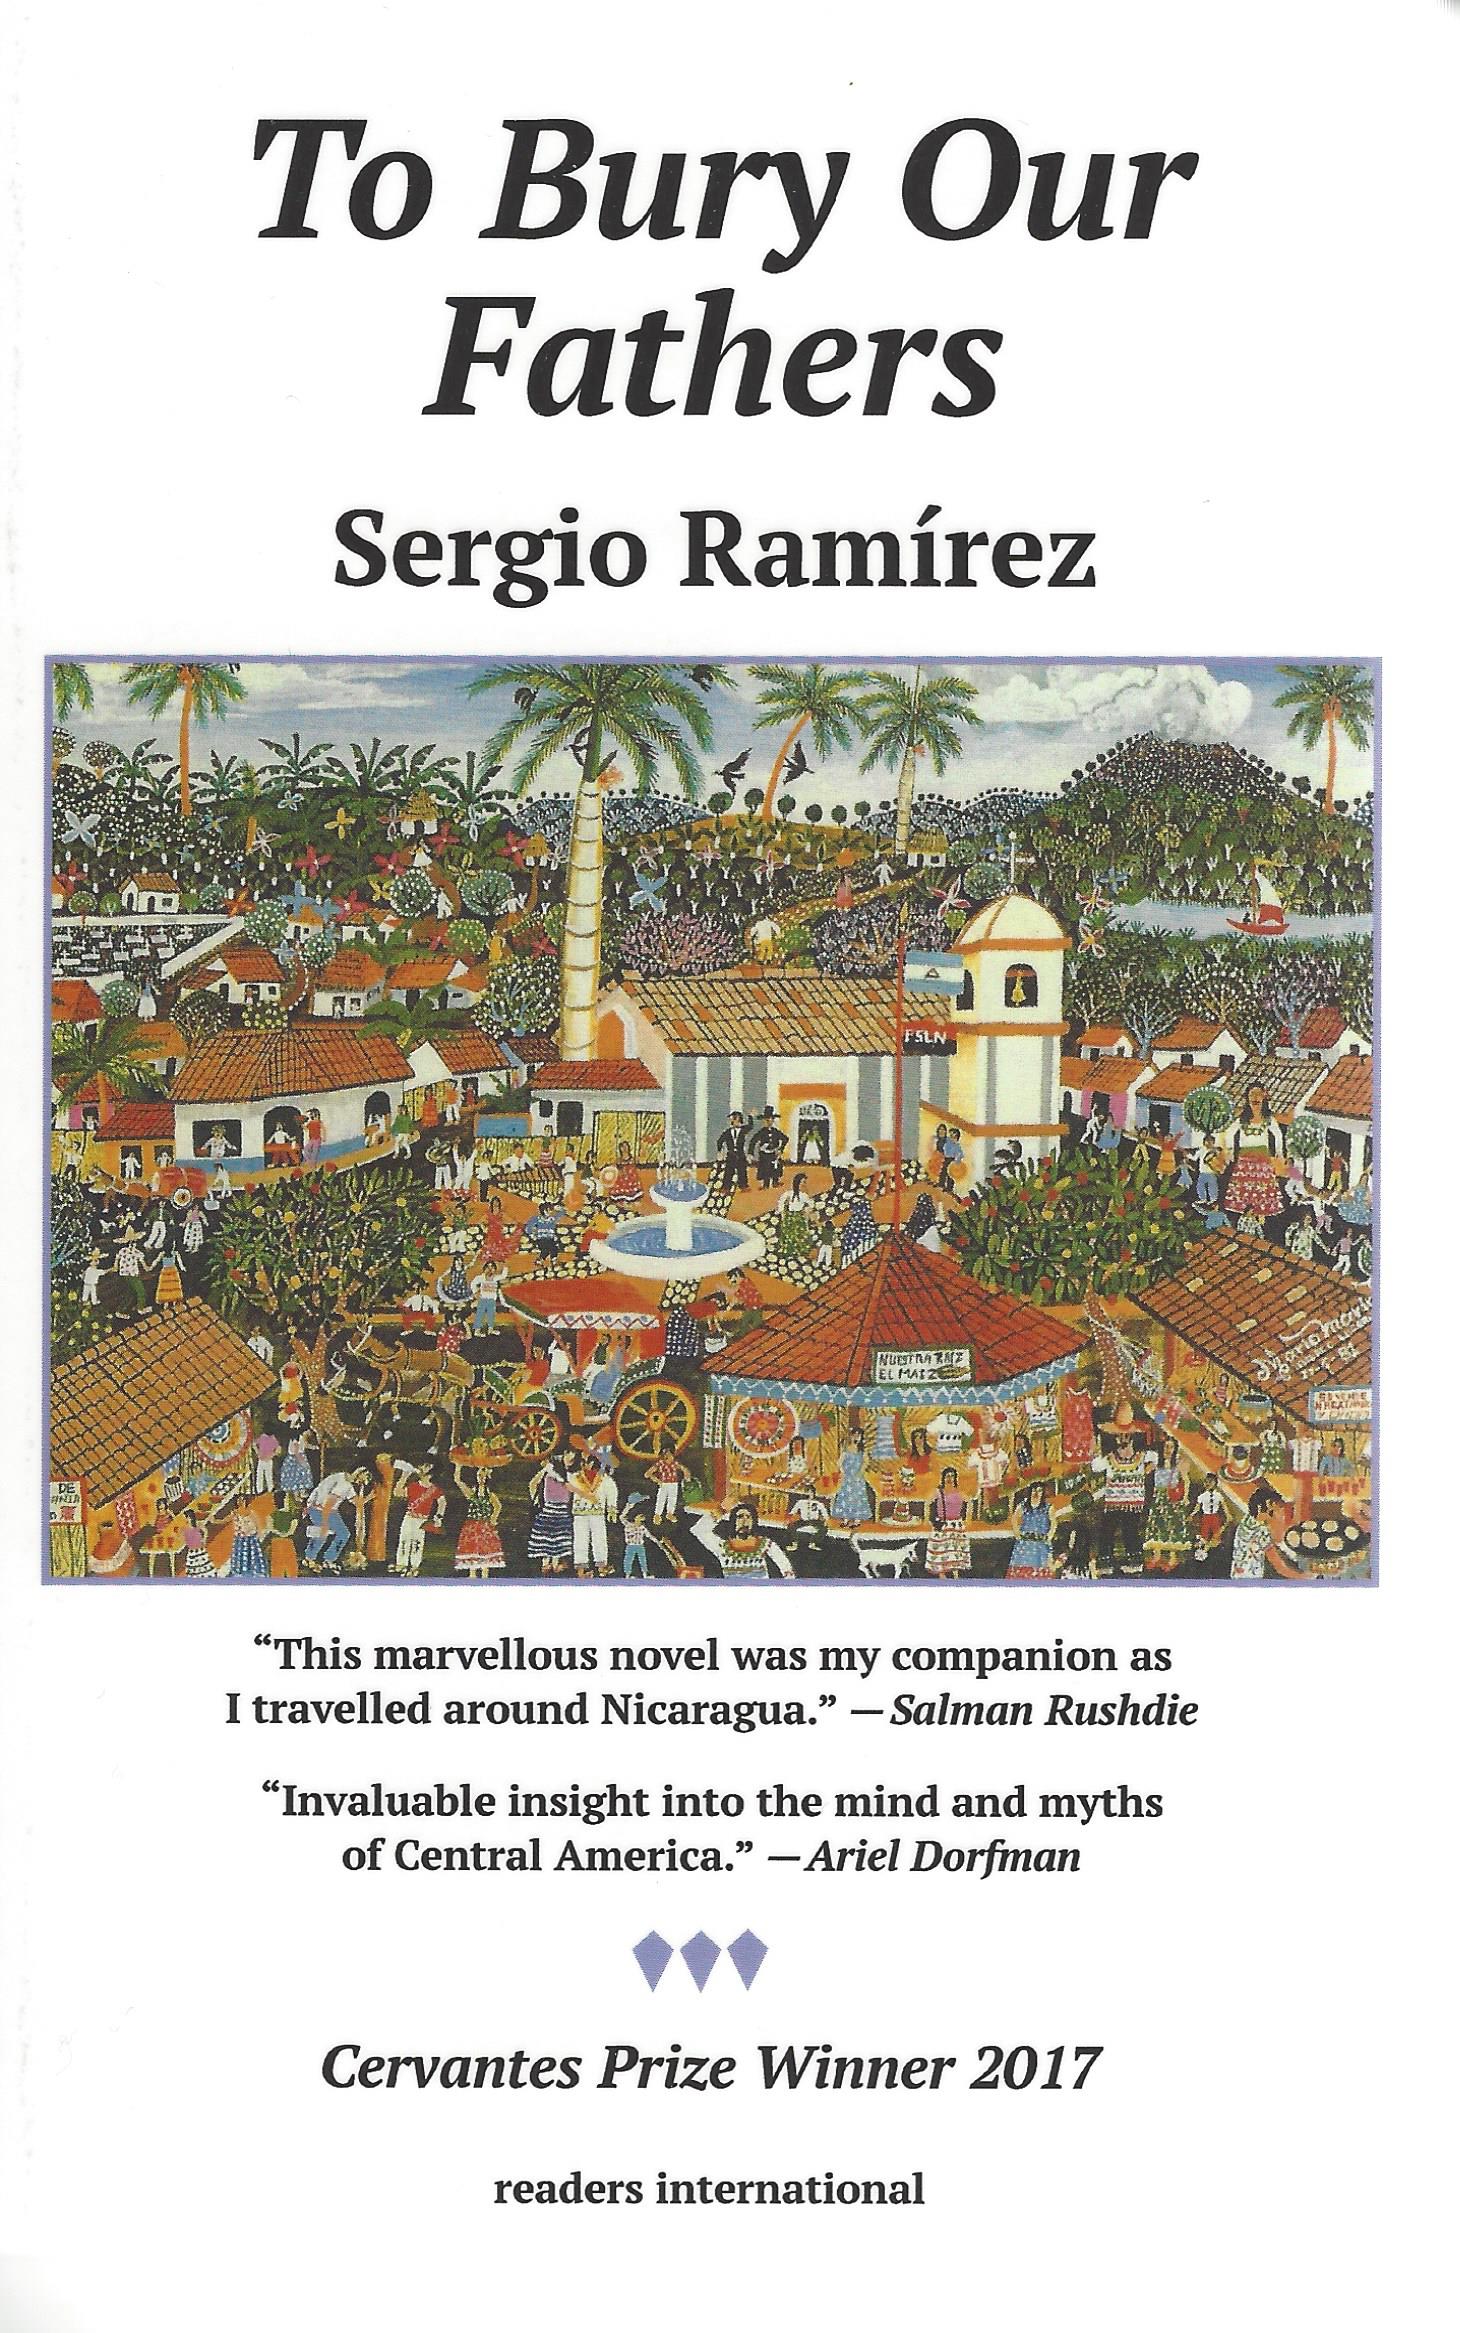 To Bury Our
Fathers
Sergio Ramírez
FSLN
NUESTRA RAIZ
EL MAIZ
DE
“This marvellous novel was my companion as
I travelled around Nicaragua.” —Salman Rushdie
“Invaluable insight into the mind and myths
of Central America.” —Ariel Dorfman
Cervantes Prize Winner 2017
readers international